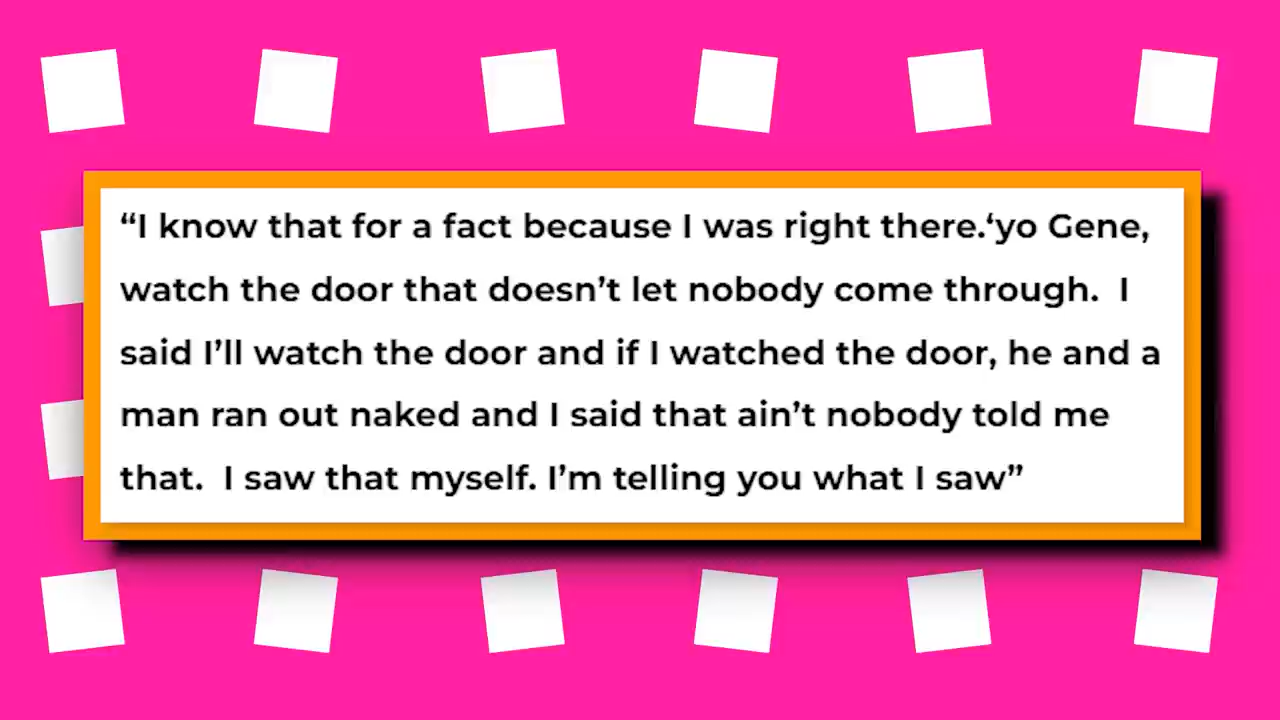 “I know that for a fact because I was right there.‘yo Gene,
watch the door that doesn’t let nobody come through.  I
said I’ll watch the door and if I watched the door, he and a
man ran out naked and I said that ain’t nobody told me
that.  I saw that myself. I’m telling you what I saw”